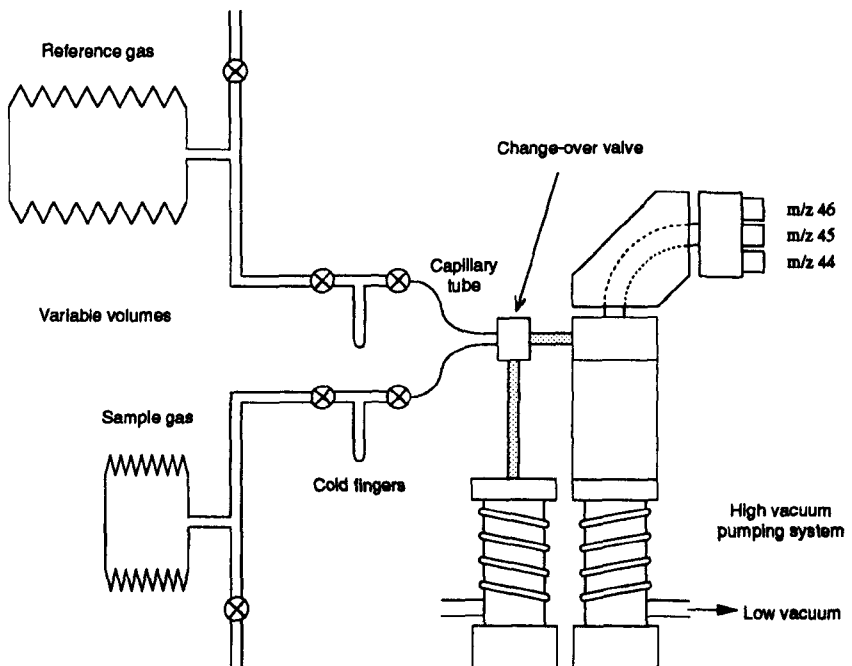 Reference gas
Change-over valve
m/z 46
m/z 45
m/z 44
Capillary
tube
Variable volumes
Sample gas
Cold fingers
High vacuum
pumping system
Low vacuum